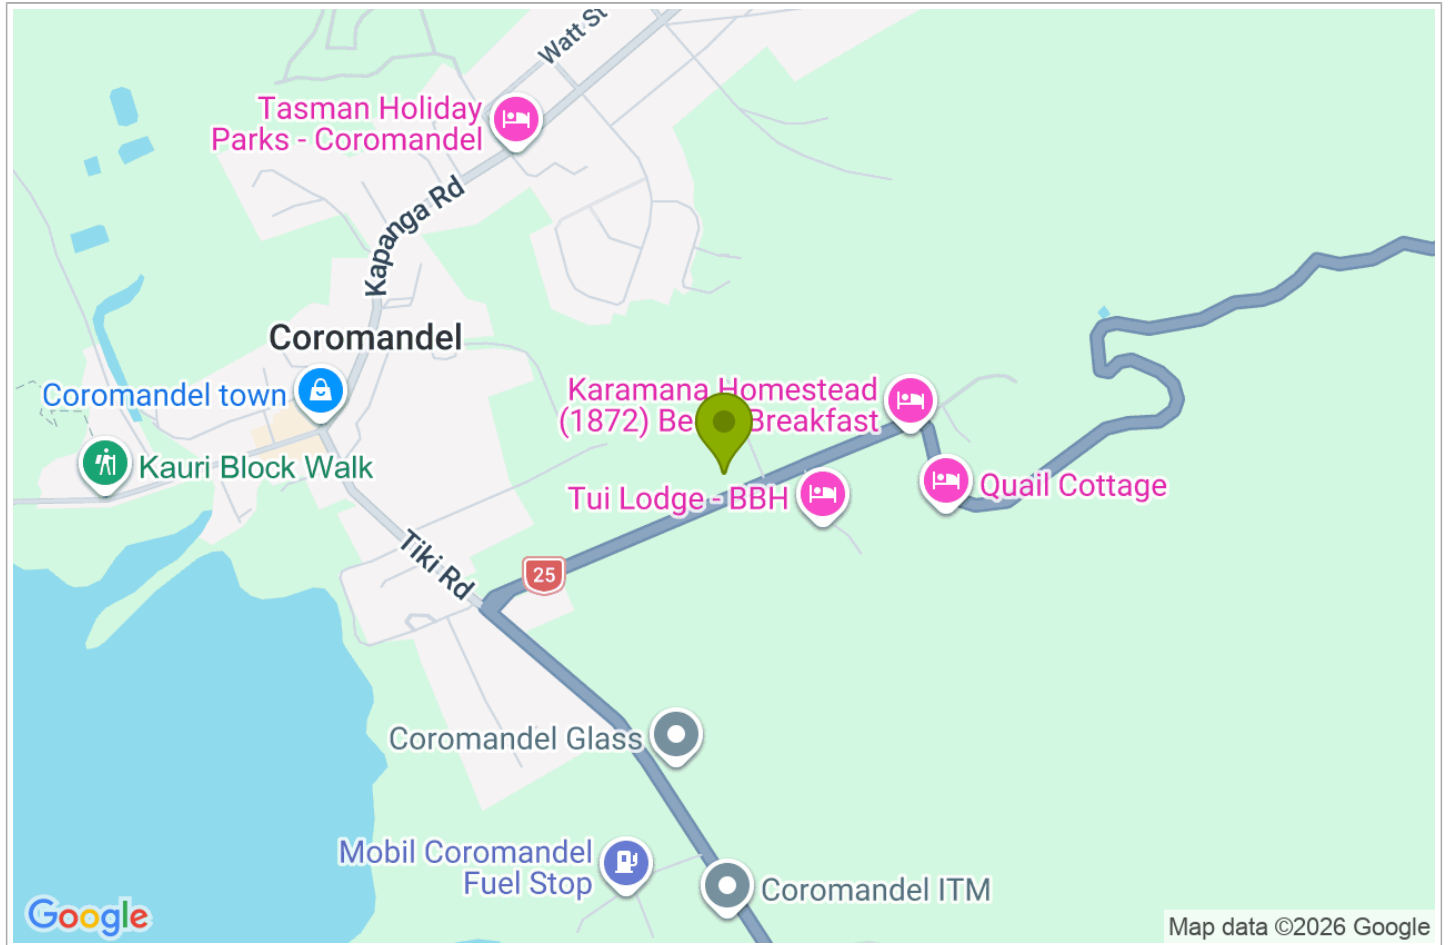 Watt St
Tasman Holiday
Parks - Coromandel
Kapanga Rd
Coromandel
Coromandel town
Karamana Homestead
(1872) Be Breakfast
Kauri Block Walk
Tui Lodge - BBH
Quail Cottage
Tiki Rd
25
Coromandel Glass
Mobil Coromandel
Fuel Stop
Coromandel ITM
Google
Map data ©2026 Google